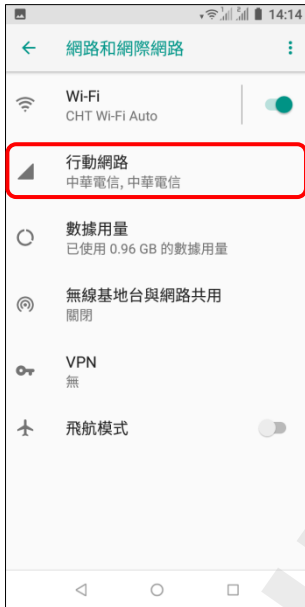 14:14
網路和網際網路
Wi-Fi
CHT Wi-Fi Auto
行動網路
中華電信, 中華電信
數據用量
已使用 0.96 GB 的數據用量
無線基地台與網路共用
關閉
VPN
無
飛航模式